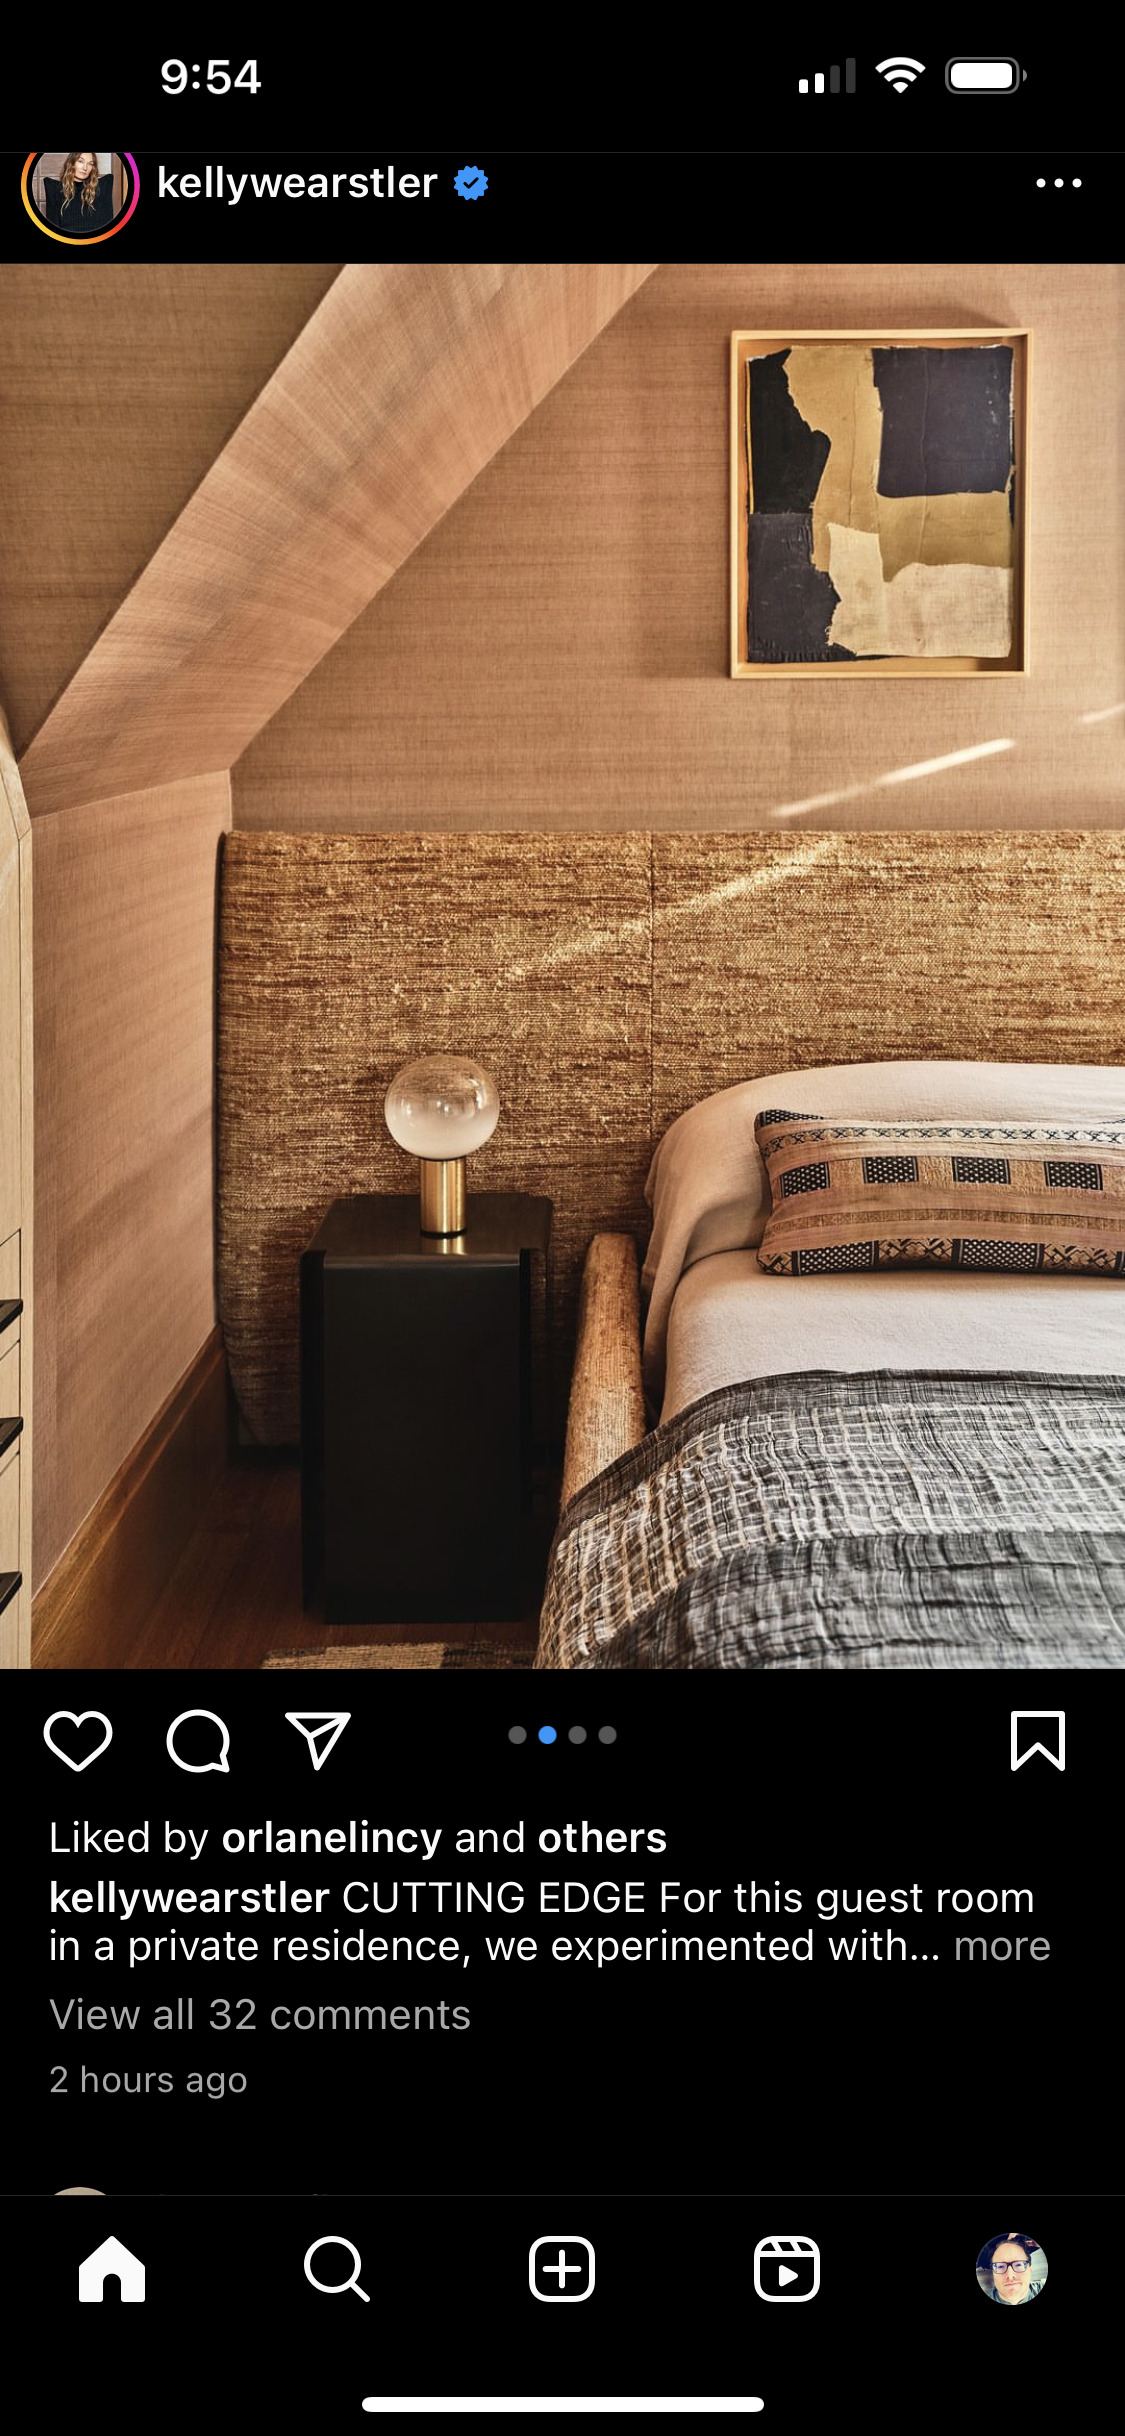 9:54
kellywearstler
Liked by orlanelincy and others
kellywearstler CUTTING EDGE For this guest room
in a private residence, we experimented with... more
View all 32 comments
2 hours ago